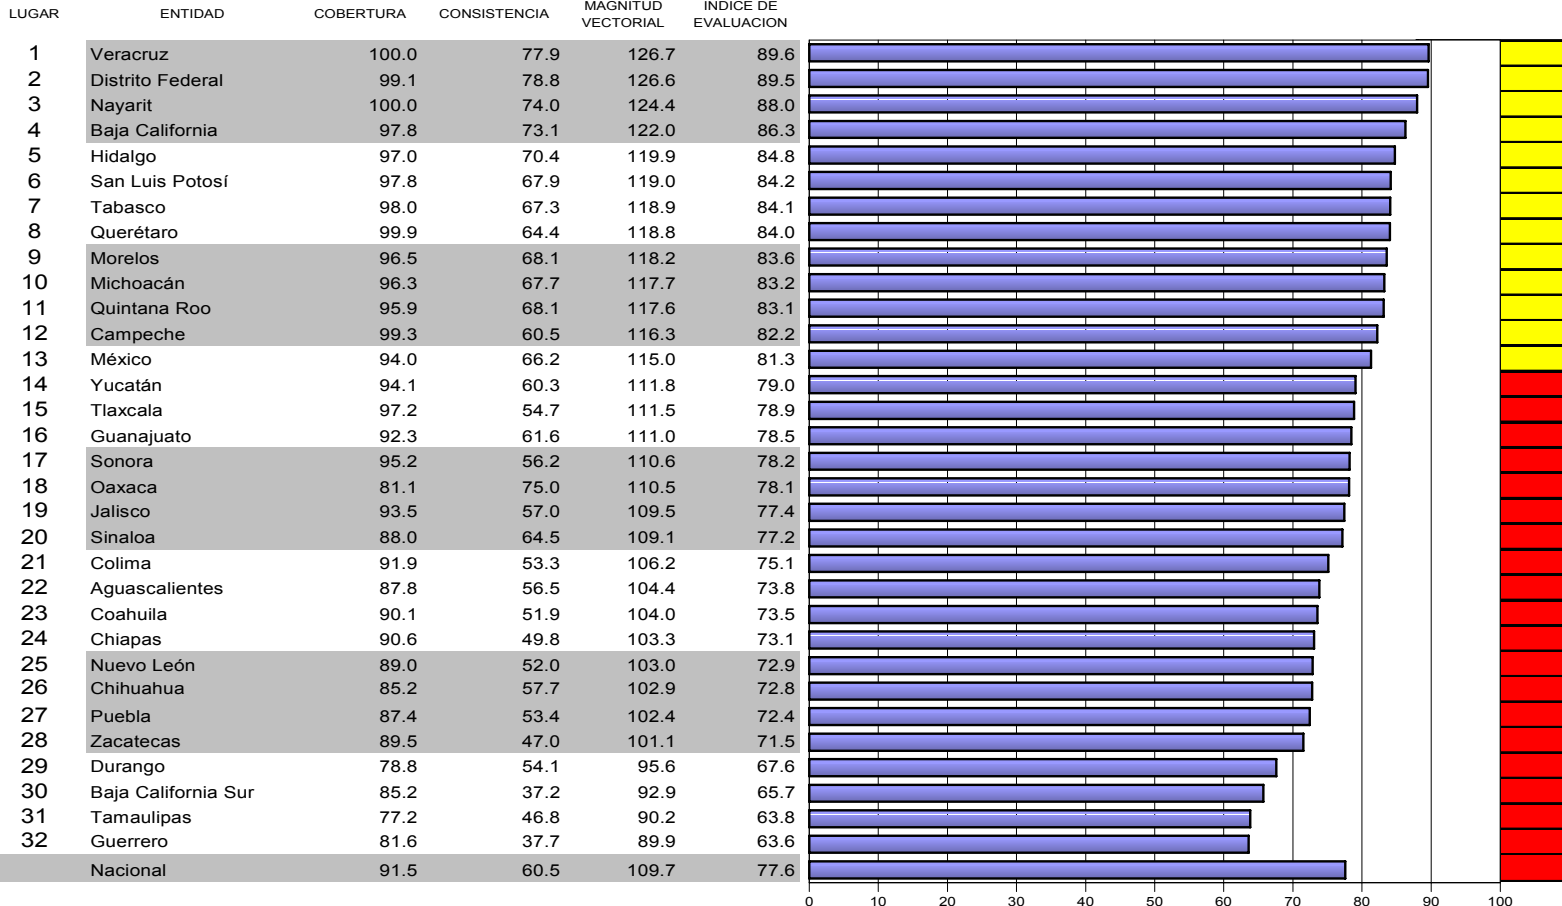 LUGAR ENTIDAD COBERTURA CONSISTENCIA MAGNITUD VECTORIAL INDICE DE EVALUACION
1 Veracruz 100.0 77.9 126.7 89.6
2 Distrito Federal 99.1 78.8 126.6 89.5
3 Nayarit 100.0 74.0 124.4 88.0
4 Baja California 97.8 73.1 122.0 86.3
5 Hidalgo 97.0 70.4 119.9 84.8
6 San Luis Potosí 97.8 67.9 119.0 84.2
7 Tabasco 98.0 67.3 118.9 84.1
8 Querétaro 99.9 64.4 118.8 84.0
9 Morelos 96.5 68.1 118.2 83.6
10 Michoacán 96.3 67.7 117.7 83.2
11 Quintana Roo 95.9 68.1 117.6 83.1
12 Campeche 99.3 60.5 116.3 82.2
13 México 94.0 66.2 115.0 81.3
14 Yucatán 94.1 60.3 111.8 79.0
15 Tlaxcala 97.2 54.7 111.5 78.9
16 Guanajuato 92.3 61.6 111.0 78.5
17 Sonora 95.2 56.2 110.6 78.2
18 Oaxaca 81.1 75.0 110.5 78.1
19 Jalisco 93.5 57.0 109.5 77.4
20 Sinaloa 88.0 64.5 109.1 77.2
21 Colima 91.9 53.3 106.2 75.1
22 Aguascalientes 87.8 56.5 104.4 73.8
23 Coahuila 90.1 51.9 104.0 73.5
24 Chiapas 90.6 49.8 103.3 73.1
25 Nuevo León 89.0 52.0 103.0 72.9
26 Chihuahua 85.2 57.7 102.9 72.8
27 Puebla 87.4 53.4 102.4 72.4
28 Zacatecas 89.5 47.0 101.1 71.5
29 Durango 78.8 54.1 95.6 67.6
30 Baja California Sur 85.2 37.2 92.9 65.7
31 Tamaulipas 77.2 46.8 90.2 63.8
32 Guerrero 81.6 37.7 89.9 63.6
Nacional 91.5 60.5 109.7 77.6
0 10 20 30 40 50 60 70 80 90 100